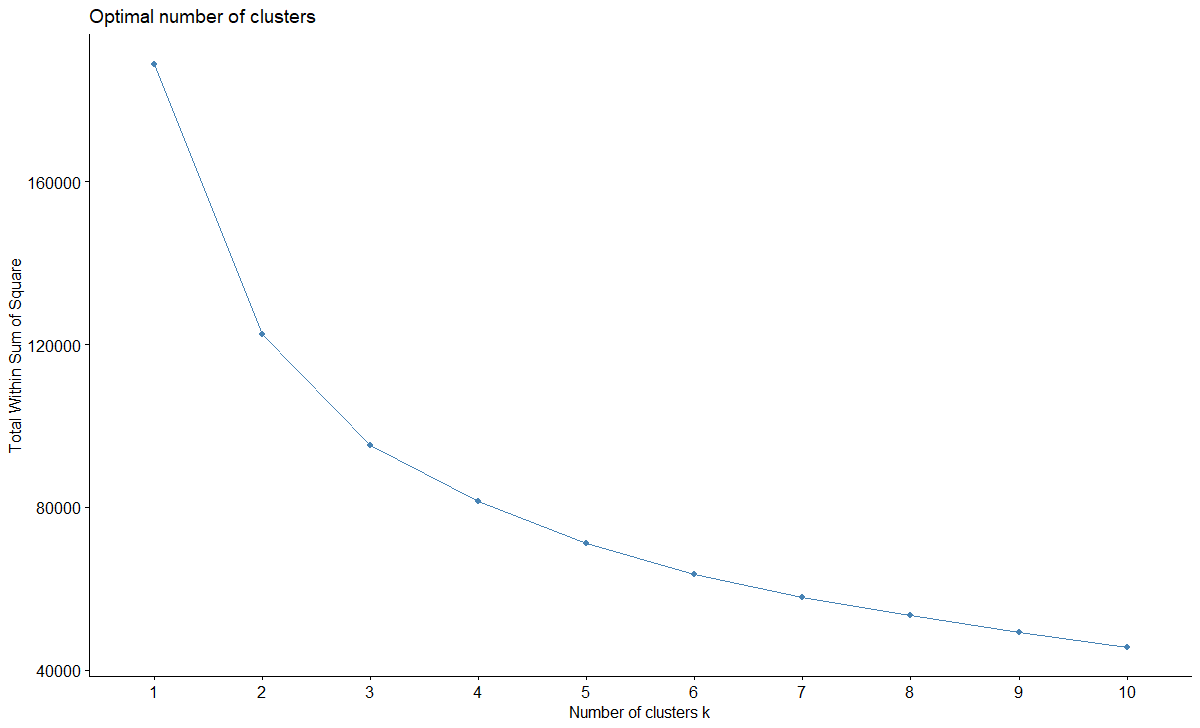 Optimal number of clusters
Total Within Sum of Square
160000
120000
80000
40000
1 2 3 4 5 6 7 8 9 10
Number of clusters k